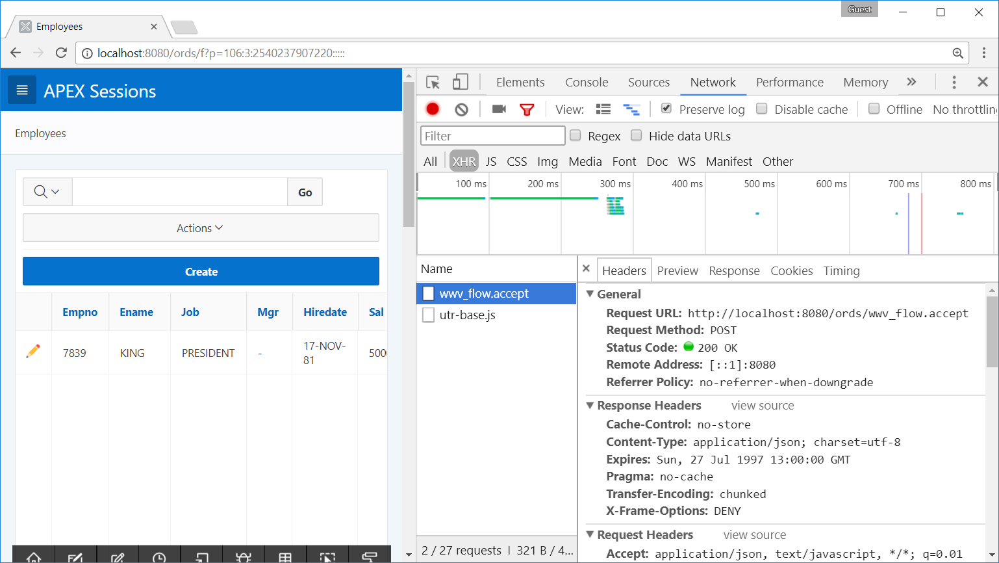 Guest
Employees
localhost:8080/ords/f?p=106:3:2540237907220:::::
APEX Sessions
Employees
Go
Actions
Create
Empno Ename Job Mgr Hiredate Sal
7839 KING PRESIDENT - 17-NOV-
81
Elements Console Sources Network Performance Memory
View: Preserve log Disable cache Offline No
Filter Regex Hide data URLs
All XHR JS CSS Img Media Font Doc WS Manifest Other
100 ms 200 ms 300 ms 400 ms 500 ms 600 ms 700 ms 800 ms
Name
wwv_flow.accept
utr-base.js
2 / 27 requests | 321 B / 4...
Headers Preview Response Cookies Timing
General
Request URL: http://localhost:8080/ords/wwv_flow.accept
Request Method: POST
Status Code: 200 OK
Remote Address: [::1]:8080
Referrer Policy: no-referrer-when-downgrade
Response Headers view source
Cache-Control: no-store
Content-Type: application/json; charset=utf-8
Expires: Sun, 27 Jul 1997 13:00:00 GMT
Pragma: no-cache
Transfer-Encoding: chunked
X-Frame-Options: DENY
Request Headers view source
Accept: application/json, text/javascript, */*; q=0.01